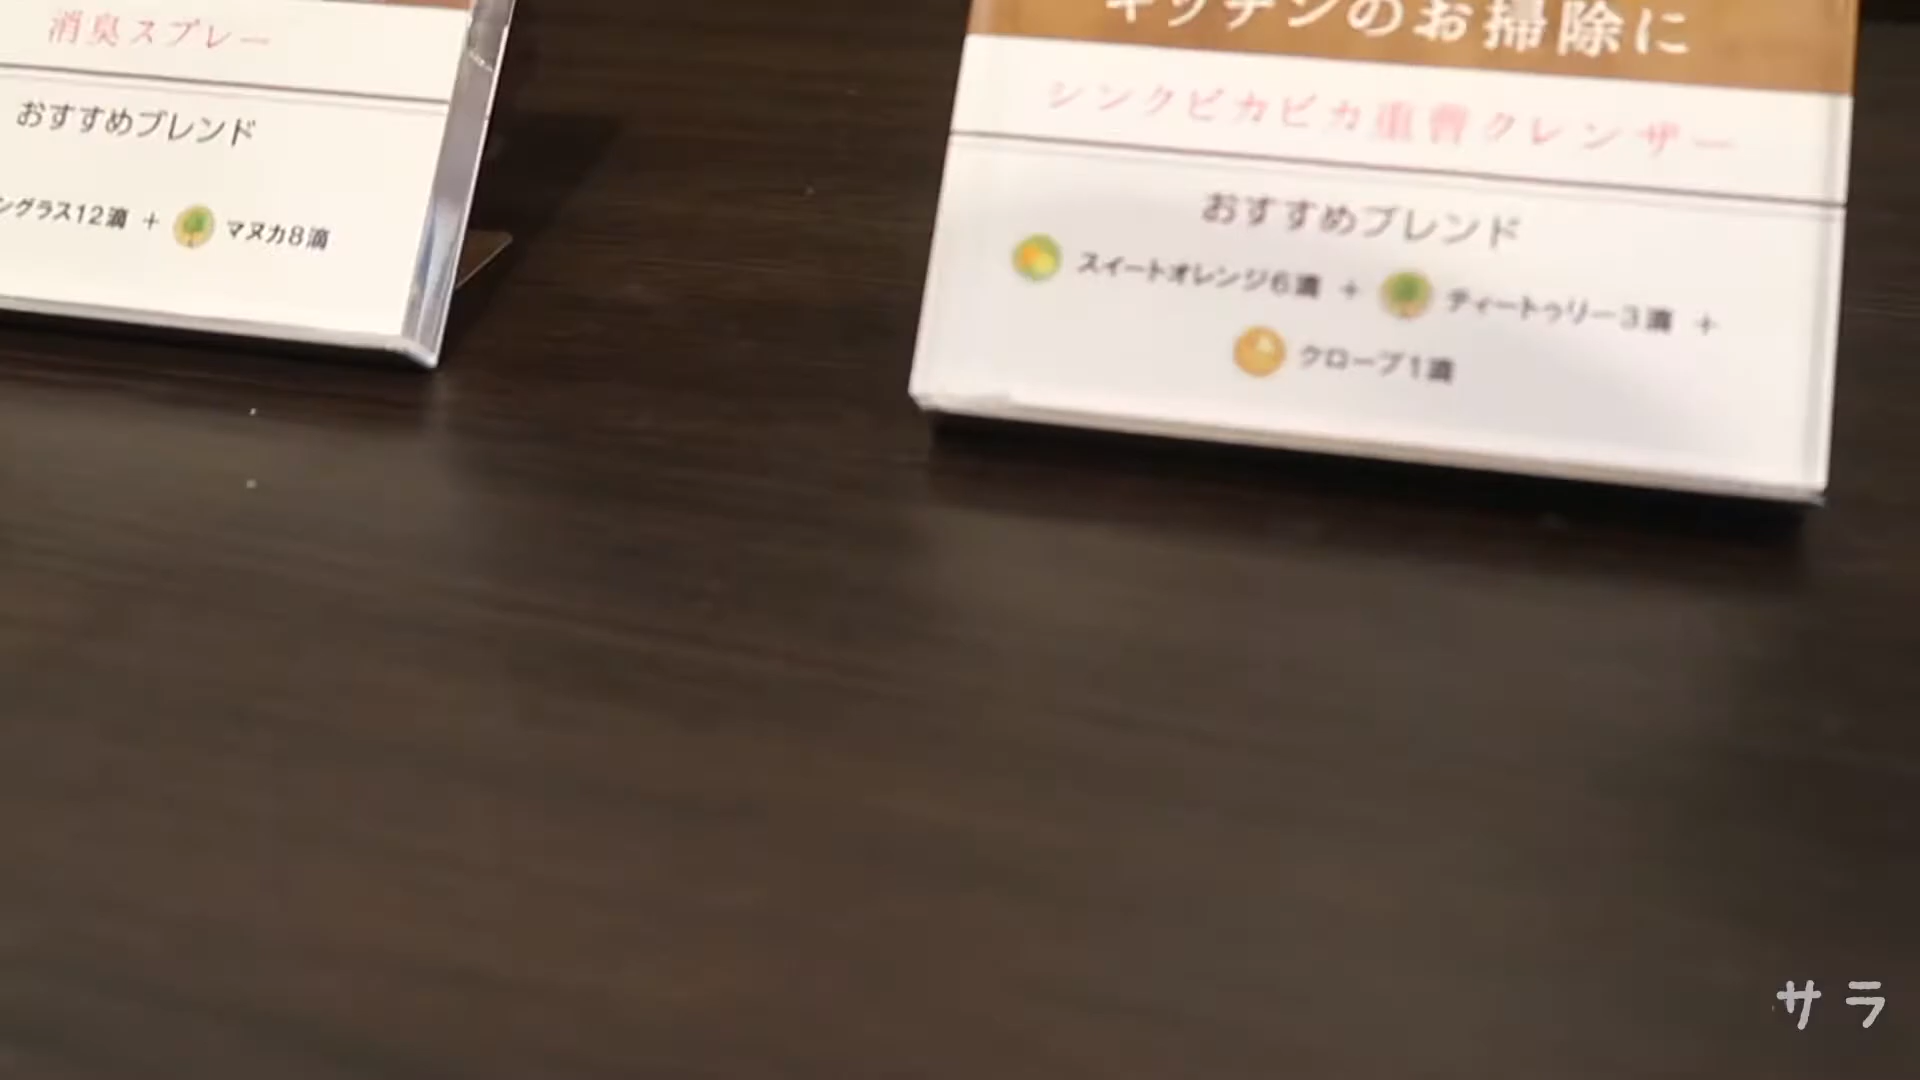 消臭スプレー
おすすめブレンド
ングラス12滴 + マヌカ8滴
キッチンのお掃除に
シンクピカピカ重曹クレンザー
おすすめブレンド
スイートオレンジ6滴 + ティートゥリー3滴 +
クローブ1滴
サラ